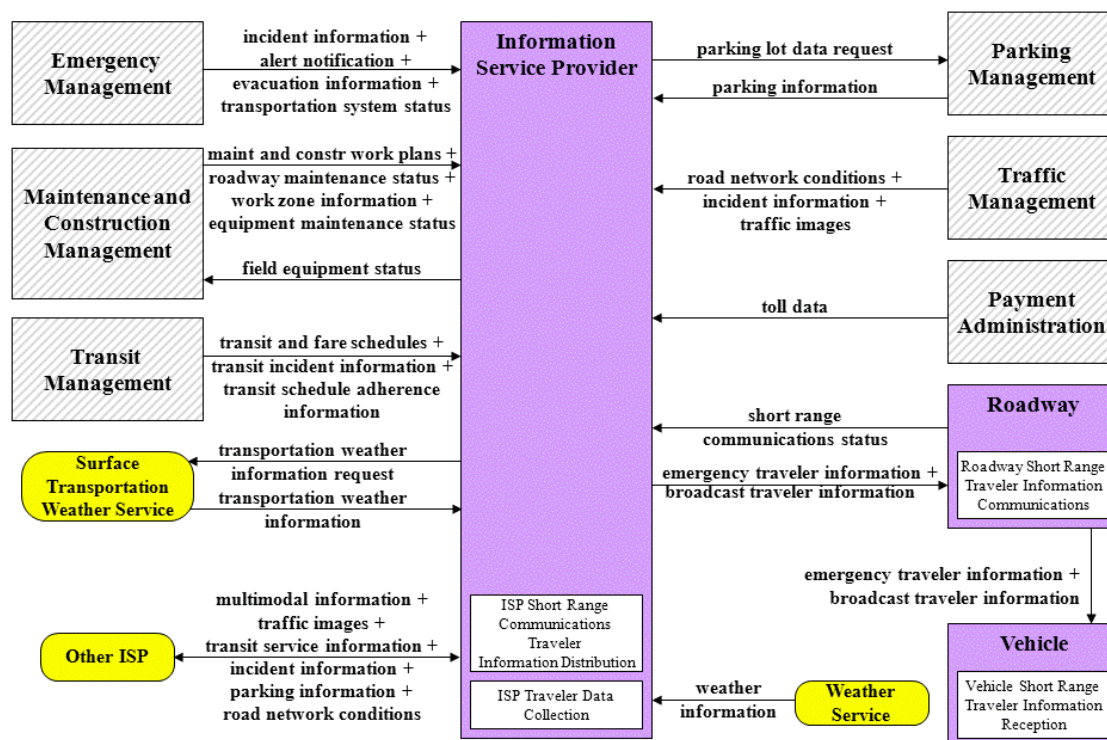 Emergency
Management
incident information +
alert notification +
evacuation information +
transportation system status
Information
Service Provider
parking lot data request
parking information
Parking
Management
Maintenance and
Construction
Management
maint and constr work plans +
roadway maintenance status +
work zone information +
equipment maintenance status
field equipment status
road network conditions +
incident information +
traffic images
Traffic
Management
toll data
Payment
Administration
Transit
Management
transit and fare schedules +
transit incident information +
transit schedule adherence
information
short range
communications status
emergency traveler information +
broadcast traveler information
Roadway
Roadway Short Range
Traveler Information
Communications
Surface
Transportation
Weather Service
transportation weather
information request
transportation weather
information
emergency traveler information +
broadcast traveler information
Other ISP
multimodal information +
traffic images +
transit service information +
incident information +
parking information +
road network conditions
ISP Short Range
Communications
Traveler
Information Distribution
ISP Traveler Data
Collection
weather
information
Weather
Service
Vehicle
Vehicle Short Range
Traveler Information
Reception